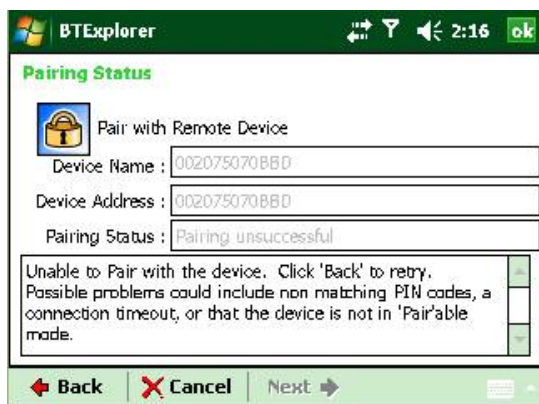 BTExplorer 2:16 ok
Pairing Status
Pair with Remote Device
Device Name : 002075070BBD
Device Address : 002075070BBD
Pairing Status : Pairing unsuccessful
Unable to Pair with the device. Click 'Back' to retry.
Possible problems could include non matching PIN codes, a
connection timeout, or that the device is not in 'Pair'able
mode.
Back Cancel Next